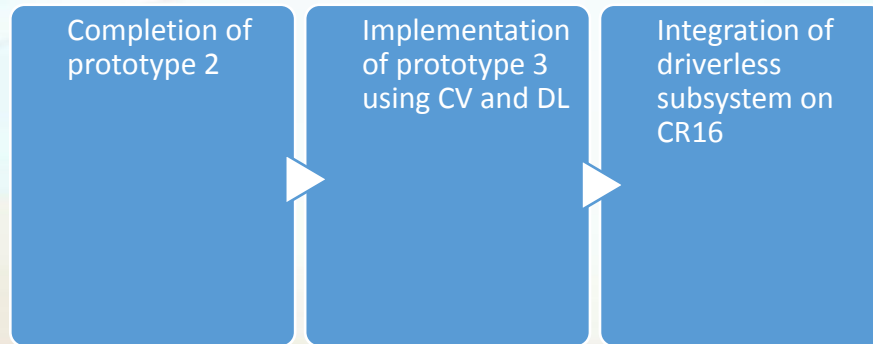 Completion of
prototype 2
Implementation
of prototype 3
using CV and DL
Integration of
driverless
subsystem on
CR16